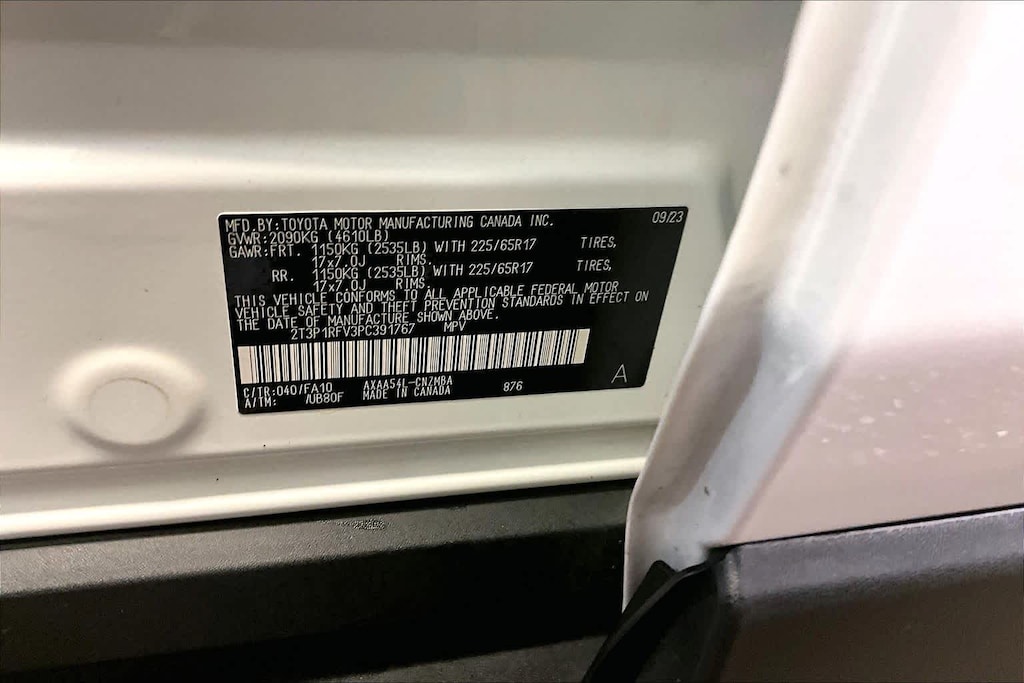 MFD.BY:TOYOTA MOTOR MANUFACTURING CANADA INC. 09/23
GVWR:2090KG (4610LB)
GAWR:FRT. 1150KG (2535LB) WITH 225/65R17 TIRES,
17x7.0J RIMS.
RR. 1150KG (2535LB) WITH 225/65R17 TIRES,
17x7.0J RIMS.
THIS VEHICLE CONFORMS TO ALL APPLICABLE FEDERAL MOTOR
VEHICLE SAFETY AND THEFT PREVENTION STANDARDS IN EFFECT ON
THE DATE OF MANUFACTURE SHOWN ABOVE.
2T3P1RFV3PC391767 MPV
C/TR:040/FA10 AXAA54L-CNZMBA 876 A
A/TM: /UB80F MADE IN CANADA